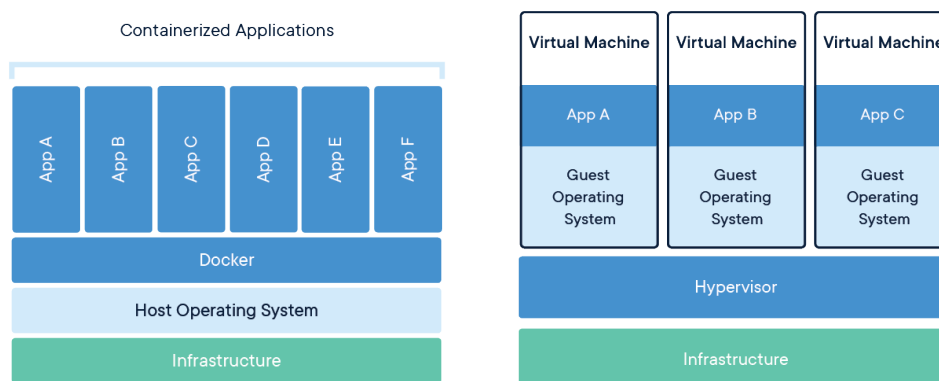 Containerized Applications
App A
App B
App C
App D
App E
App F
Docker
Host Operating System
Infrastructure
Virtual Machine
App A
Guest
Operating
System
Virtual Machine
App B
Guest
Operating
System
Virtual Machine
App C
Guest
Operating
System
Hypervisor
Infrastructure